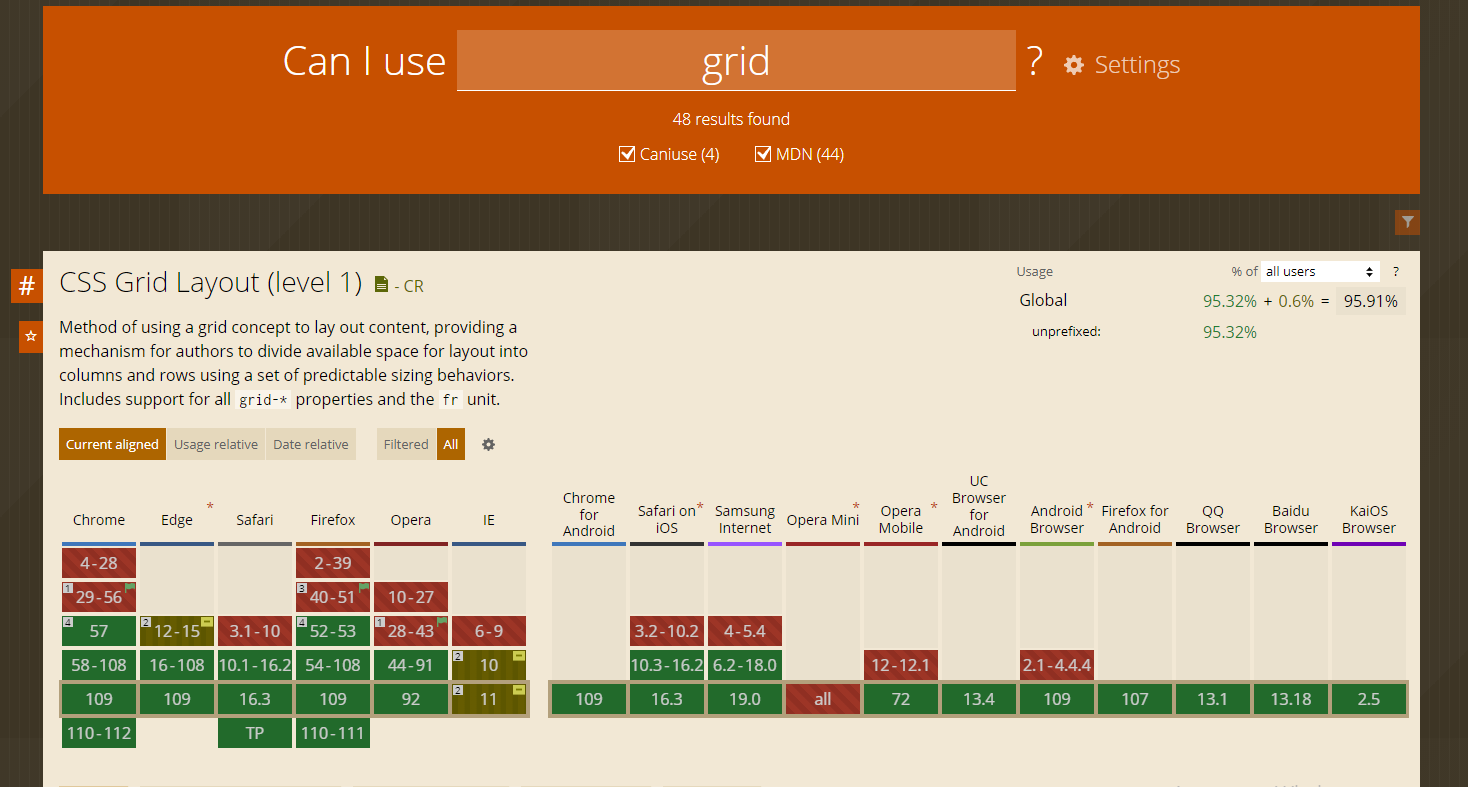 Can I use grid ? Settings
48 results found
Caniuse (4) MDN (44)
# CSS Grid Layout (level 1) - CR
Method of using a grid concept to lay out content, providing a
mechanism for authors to divide available space for layout into
columns and rows using a set of predictable sizing behaviors.
Includes support for all grid-* properties and the fr unit.
Usage % of all users ?
Global 95.32% + 0.6% = 95.91%
unprefixed: 95.32%
Current aligned Usage relative Date relative Filtered All
Chrome Edge * Safari Firefox Opera IE
Chrome for Android
Safari on iOS *
Samsung Internet
Opera Mini *
Opera Mobile *
UC Browser for Android
Android Browser *
Firefox for Android
QQ Browser
Baidu Browser
KaiOS Browser
4-28 2-39
1 29-56 3 40-51 10-27
4 57 2 12-15 3.1-10 4 52-53 1 28-43 6-9 3.2-10.2 4-5.4
58-108 16-108 10.1-16.2 54-108 44-91 2 10 10.3-16.2 6.2-18.0 12-12.1 2.1-4.4.4
109 109 16.3 109 92 2 11 109 16.3 19.0 all 72 13.4 109 107 13.1 13.18 2.5
110-112 TP 110-111